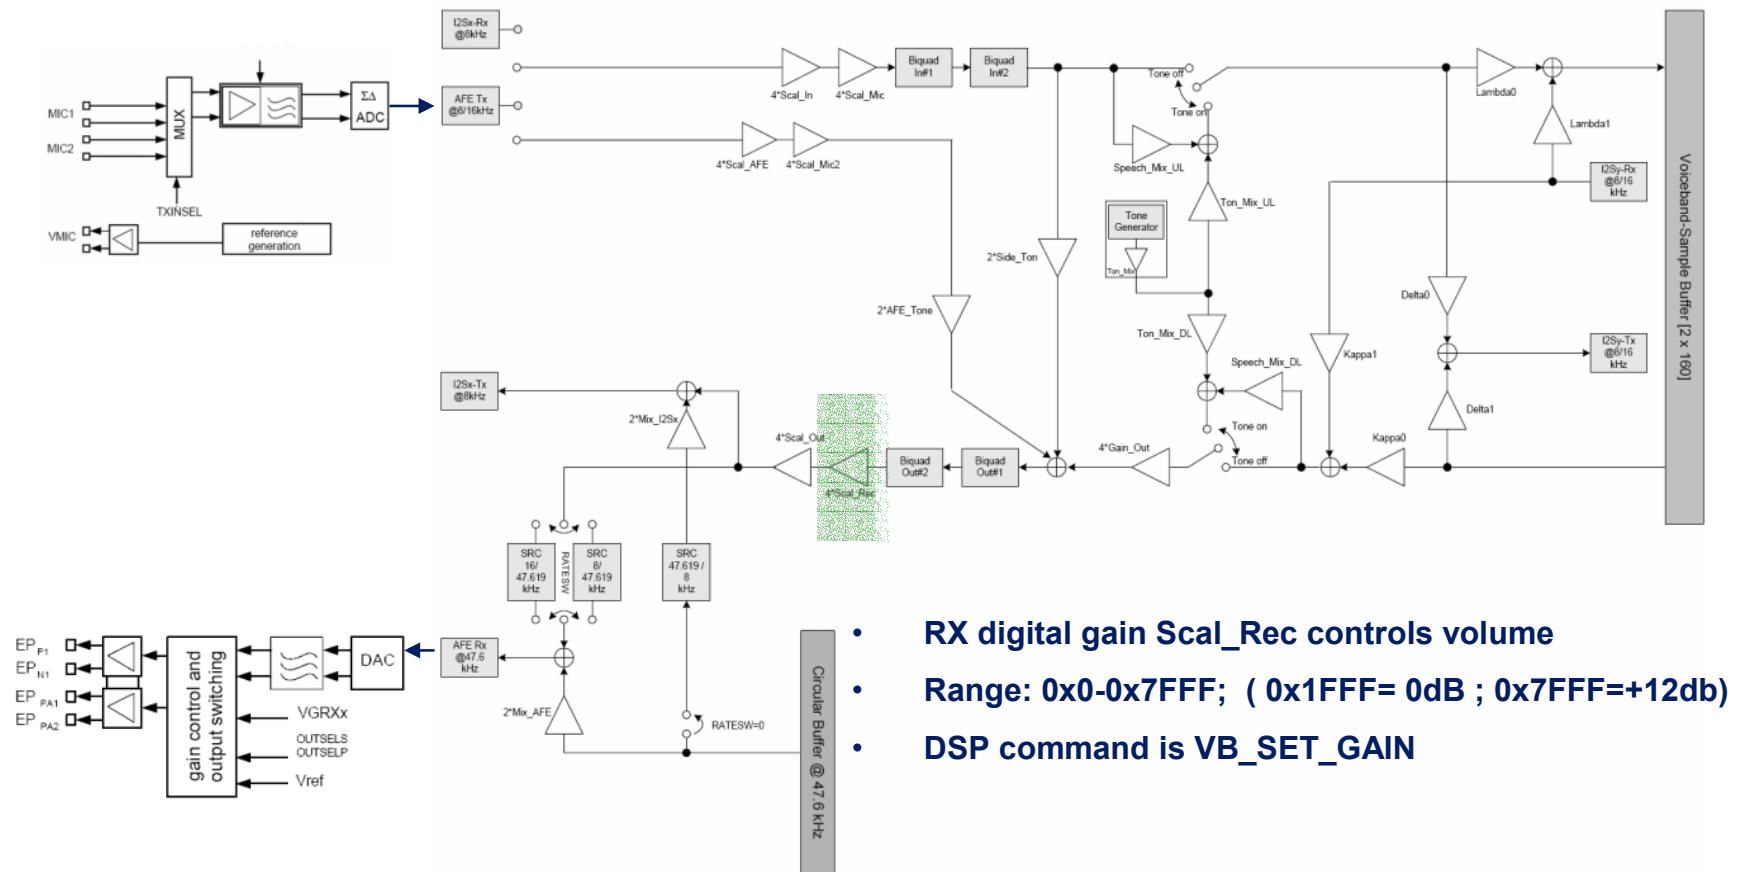 I2Sx-Rx
@8kHz
AFE Tx
@8/16kHz
MIC1
MIC2
MUX
ΣΔ
ADC
TXINSEL
VMIC
reference
generation
4*Scal_In
4*Scal_Mic
Biquad
In#1
Biquad
In#2
4*Scal_AFE
4*Scal_Mic2
Tone off
Tone on
Speech_Mix_UL
Ton_Mix_UL
Tone
Generator
Ton_Mix
2*Side_Ton
2*AFE_Tone
Ton_Mix_DL
Speech_Mix_DL
Lambda0
Lambda1
I2Sy-Rx
@8/16
kHz
Delta0
I2Sy-Tx
@8/16
kHz
Kappa1
Delta1
Kappa0
Voiceband-Sample Buffer [2 x 160]
I2Sx-Tx
@8kHz
2*Mix_I2Sx
4*Scal_Out
4*Scal_Rec
Biquad
Out#2
Biquad
Out#1
4*Gain_Out
Tone on
Tone off
SRC
16/
47.619
kHz
RATESW
SRC
8/
47.619
kHz
SRC
47.619 /
8
kHz
AFE Rx
@47.6
kHz
2*Mix_AFE
RATESW=0
Circular Buffer @ 47.6 kHz
EP P1
EP N1
EP PA1
EP PA2
gain control and
output switching
DAC
VGRXx
OUTSELS
OUTSELP
Vref
• RX digital gain Scal_Rec controls volume
• Range: 0x0-0x7FFF; ( 0x1FFF= 0dB ; 0x7FFF=+12db)
• DSP command is VB_SET_GAIN